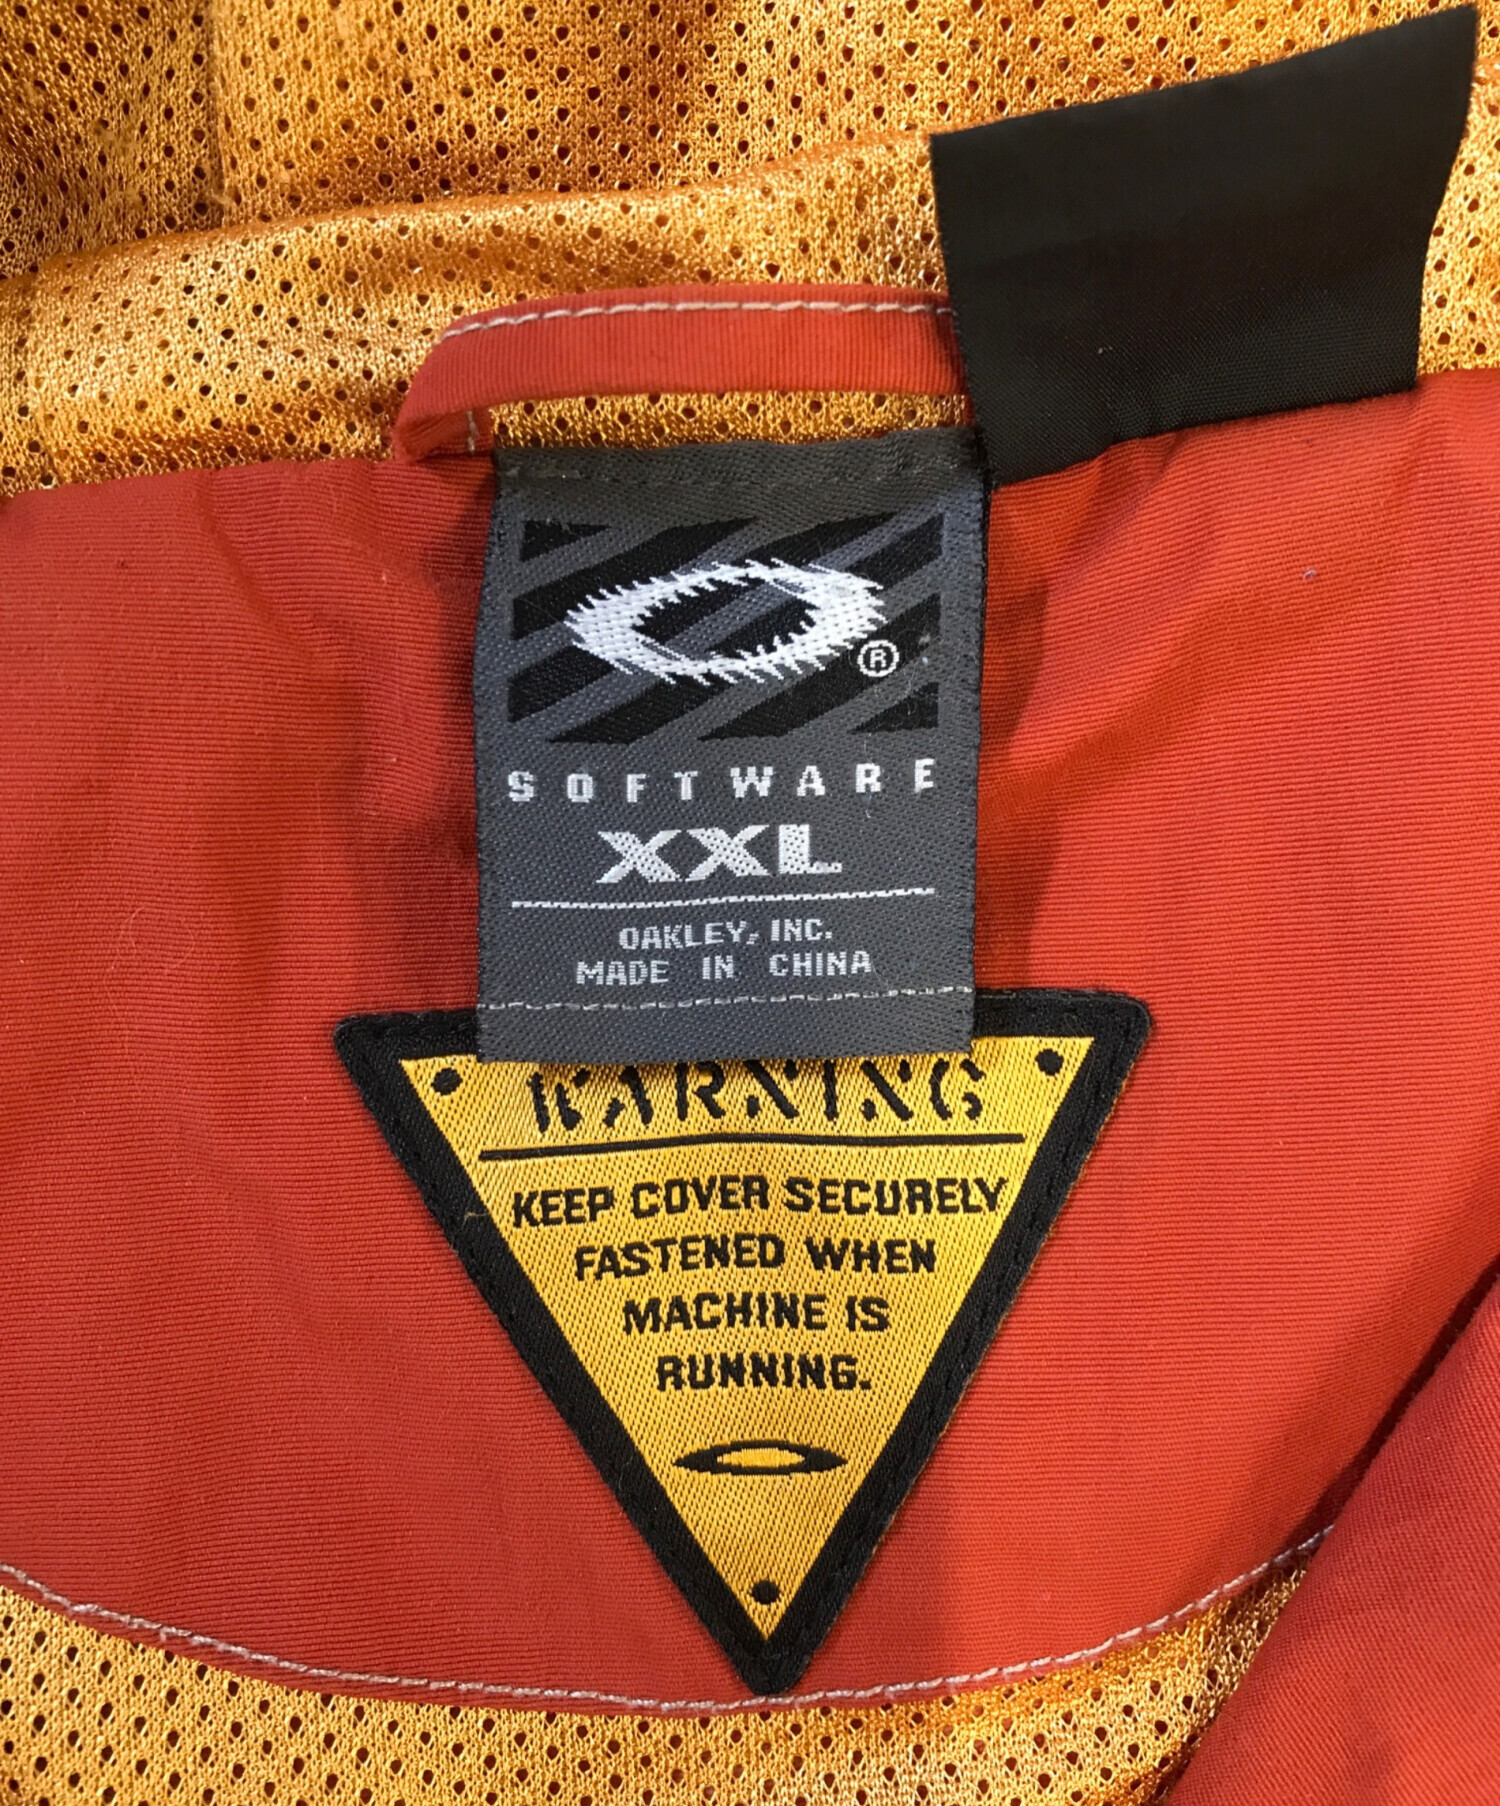 ®
SOFTWARE
XXL
OAKLEY, INC.
MADE IN CHINA
WARNING
KEEP COVER SECURELY
FASTENED WHEN
MACHINE IS
RUNNING.